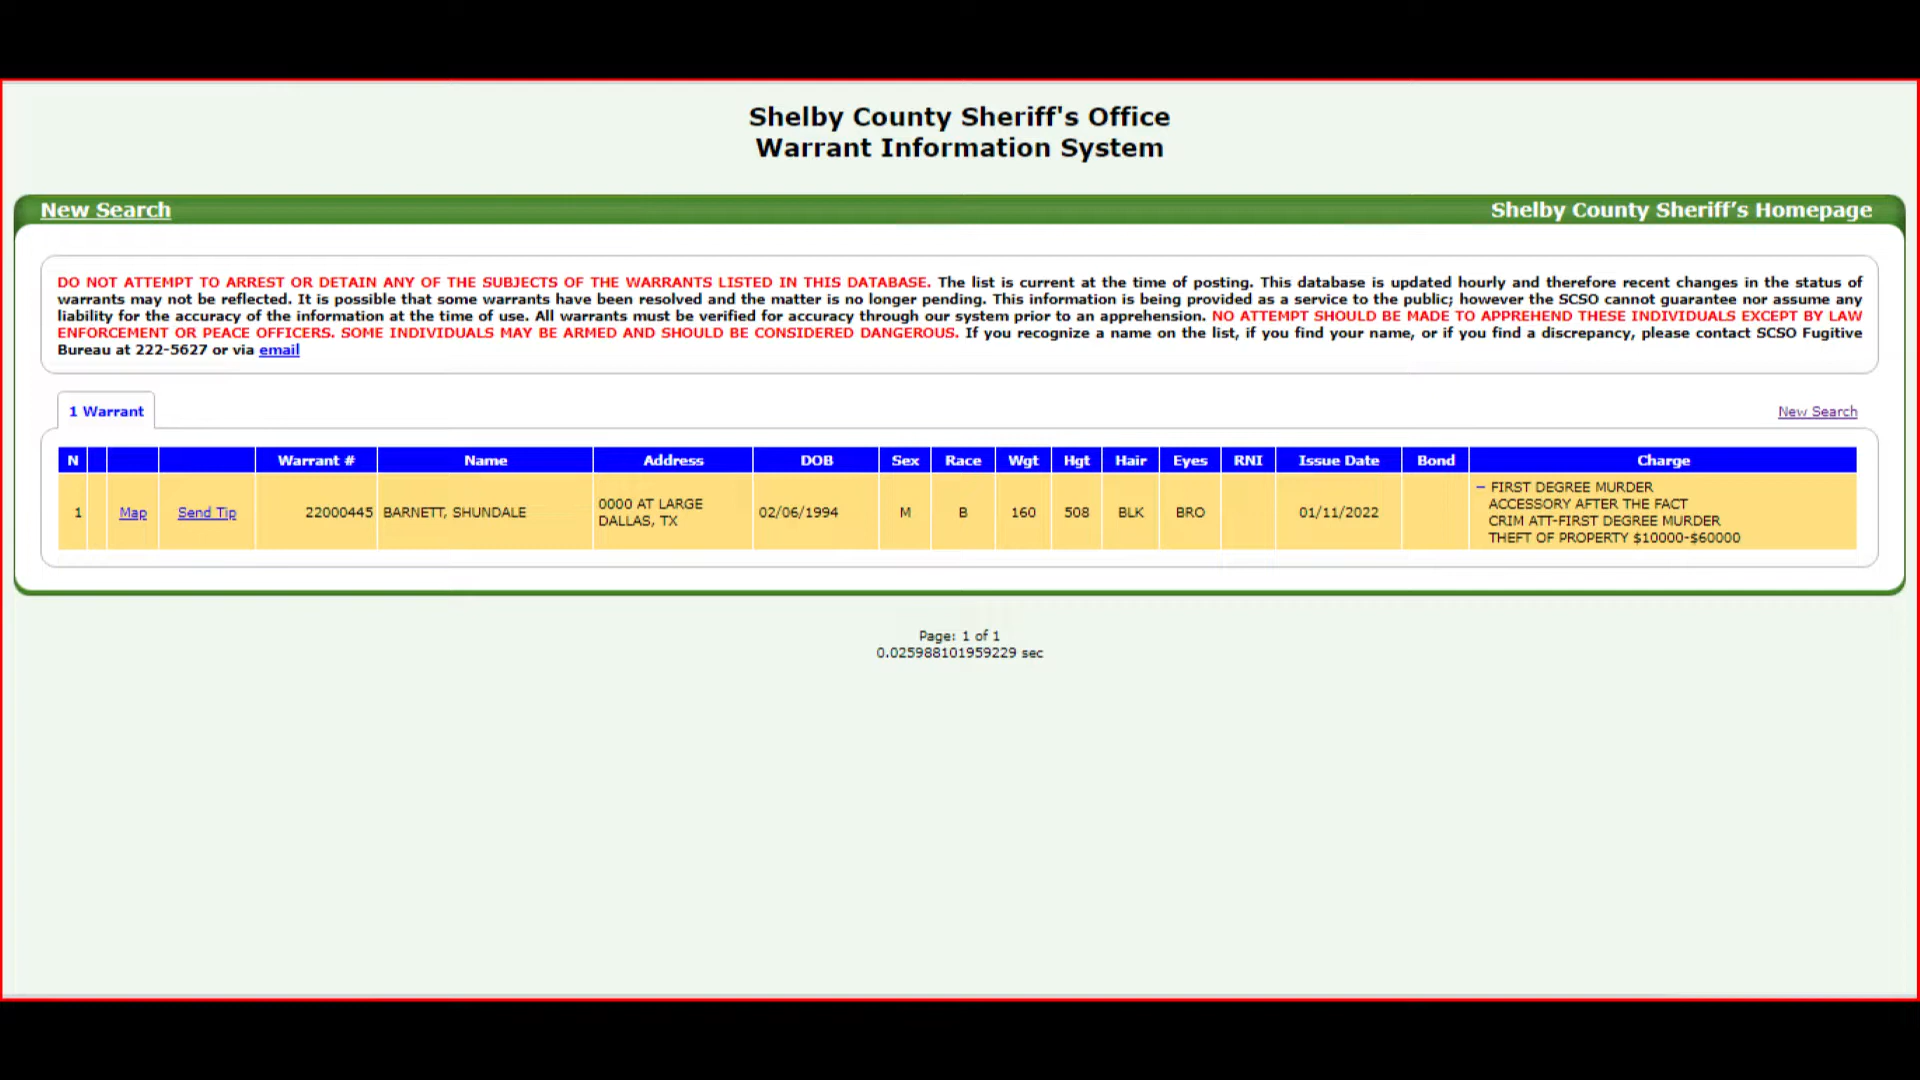 Shelby County Sheriff's Office
Warrant Information System
New Search
Shelby County Sheriff's Homepage
DO NOT ATTEMPT TO ARREST OR DETAIN ANY OF THE SUBJECTS OF THE WARRANTS LISTED IN THIS DATABASE. The list is current at the time of posting. This database is updated hourly and therefore recent changes in the status of
warrants may not be reflected. It is possible that some warrants have been resolved and the matter is no longer pending. This information is being provided as a service to the public; however the SCSO cannot guarantee nor assume any
liability for the accuracy of the information at the time of use. All warrants must be verified for accuracy through our system prior to an apprehension. NO ATTEMPT SHOULD BE MADE TO APPREHEND THESE INDIVIDUALS EXCEPT BY LAW
ENFORCEMENT OR PEACE OFFICERS. SOME INDIVIDUALS MAY BE ARMED AND SHOULD BE CONSIDERED DANGEROUS. If you recognize a name on the list, if you find your name, or if you find a discrepancy, please contact SCSO Fugitive
Bureau at 222-5627 or via email
1 Warrant
New Search
N Warrant # Name Address DOB Sex Race Wgt Hgt Hair Eyes RNI Issue Date Bond Charge
1 Map Send Tip 22000445 BARNETT, SHUNDALE 0000 AT LARGE 02/06/1994 M B 160 508 BLK BRO 01/11/2022 – FIRST DEGREE MURDER
DALLAS, TX
ACCESSORY AFTER THE FACT
CRIM ATT-FIRST DEGREE MURDER
THEFT OF PROPERTY $10000-$60000
Page: 1 of 1
0.025988101959229 sec